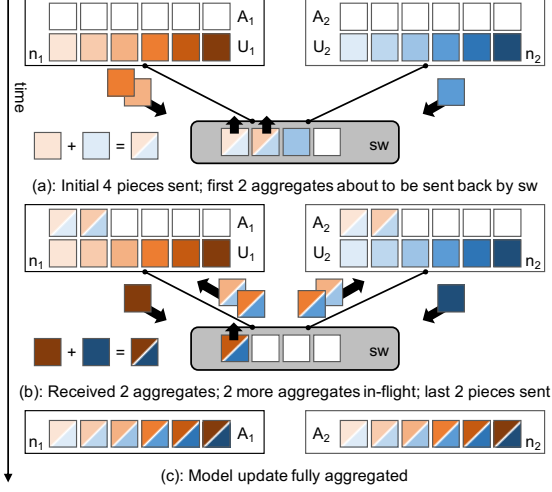 A1 A2
n1 U1 U2 n2
time
+ = sw
(a): Initial 4 pieces sent; first 2 aggregates about to be sent back by sw
A1 A2
n1 U1 U2 n2
+ = sw
(b): Received 2 aggregates; 2 more aggregates in-flight; last 2 pieces sent
n1 A1 A2 n2
(c): Model update fully aggregated